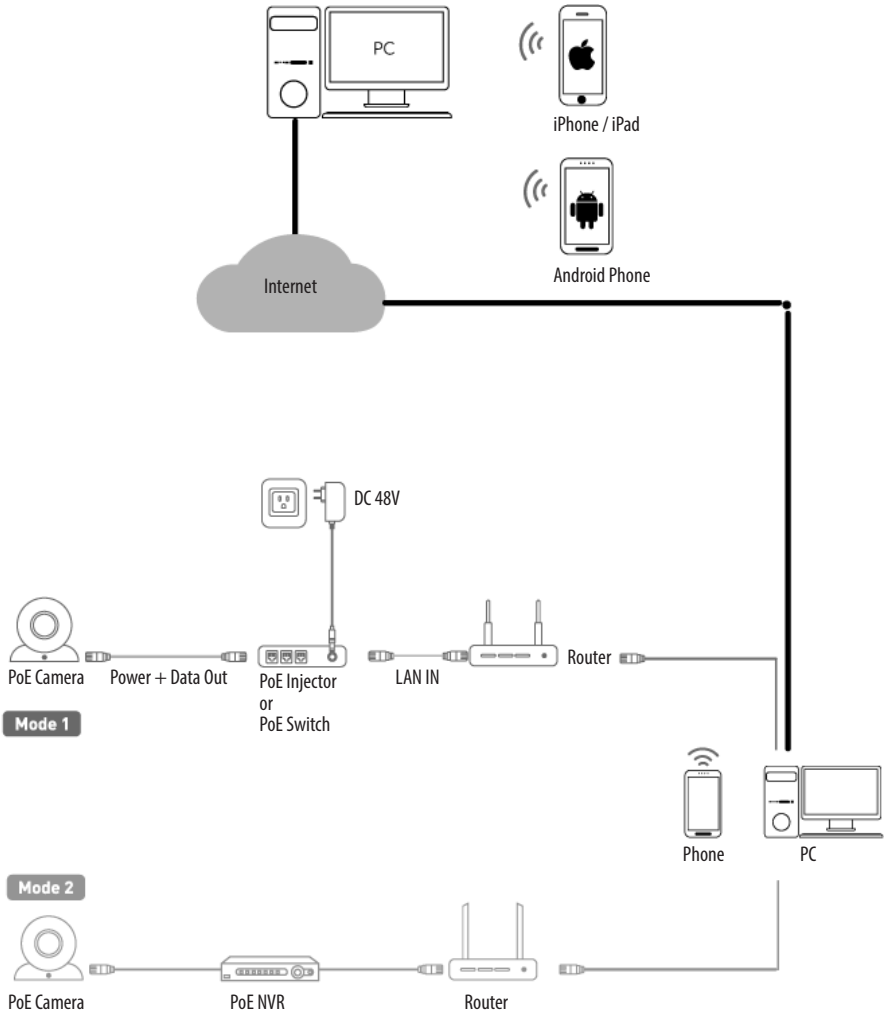 PC
iPhone / iPad
Android Phone
Internet
DC 48V
PoE Camera
Power + Data Out
PoE Injector
or
PoE Switch
LAN IN
Router
Mode 1
Phone
PC
Mode 2
PoE Camera
PoE NVR
Router